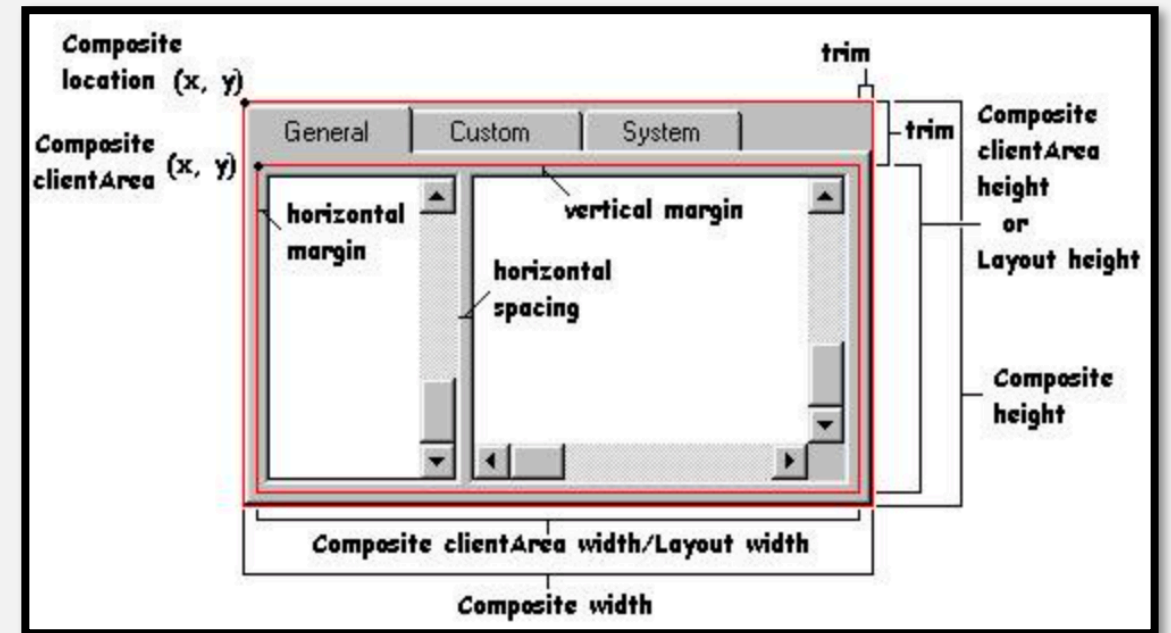 Composite
location (x, y)
trim
Composite
clientArea
(x, y)
General
Custom
System
trim
Composite
clientArea
height
or
Layout height
horizontal
margin
vertical margin
horizontal
spacing
Composite
height
Composite clientArea width/Layout width
Composite width